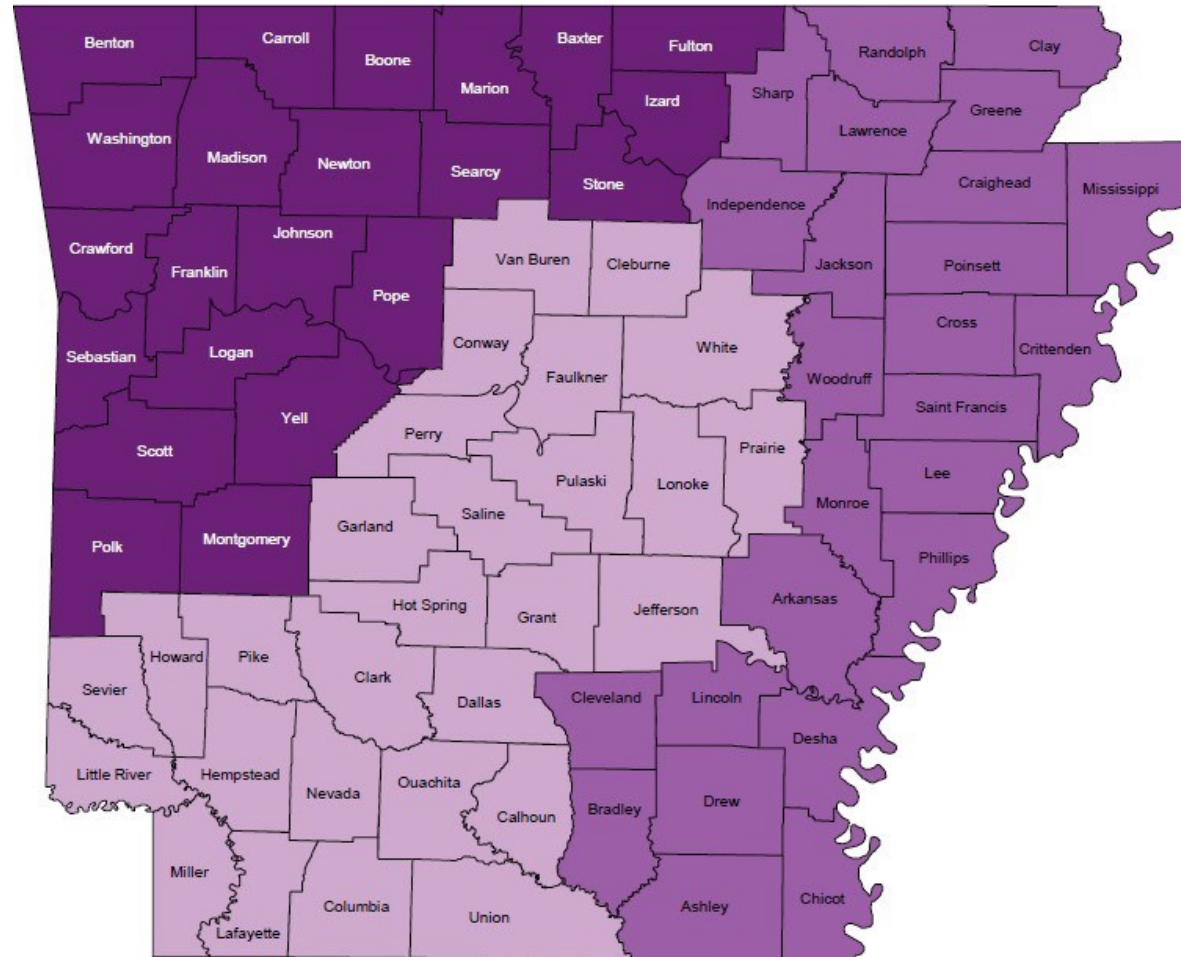 Benton
Carroll
Boone
Baxter
Fulton
Randolph
Clay
Marion
Izard
Sharp
Greene
Washington
Madison
Newton
Searcy
Stone
Lawrence
Craighead
Mississippi
Independence
Crawford
Franklin
Johnson
Pope
Van Buren
Cleburne
Jackson
Poinsett
Sebastian
Logan
Conway
White
Cross
Crittenden
Faulkner
Woodruff
Yell
Saint Francis
Scott
Perry
Pulaski
Lonoke
Prairie
Lee
Monroe
Garland
Saline
Polk
Montgomery
Phillips
Hot Spring
Grant
Jefferson
Arkansas
Howard
Pike
Clark
Sevier
Dallas
Cleveland
Lincoln
Desha
Little River
Hempstead
Nevada
Ouachita
Calhoun
Bradley
Drew
Miller
Lafayette
Columbia
Union
Ashley
Chicot